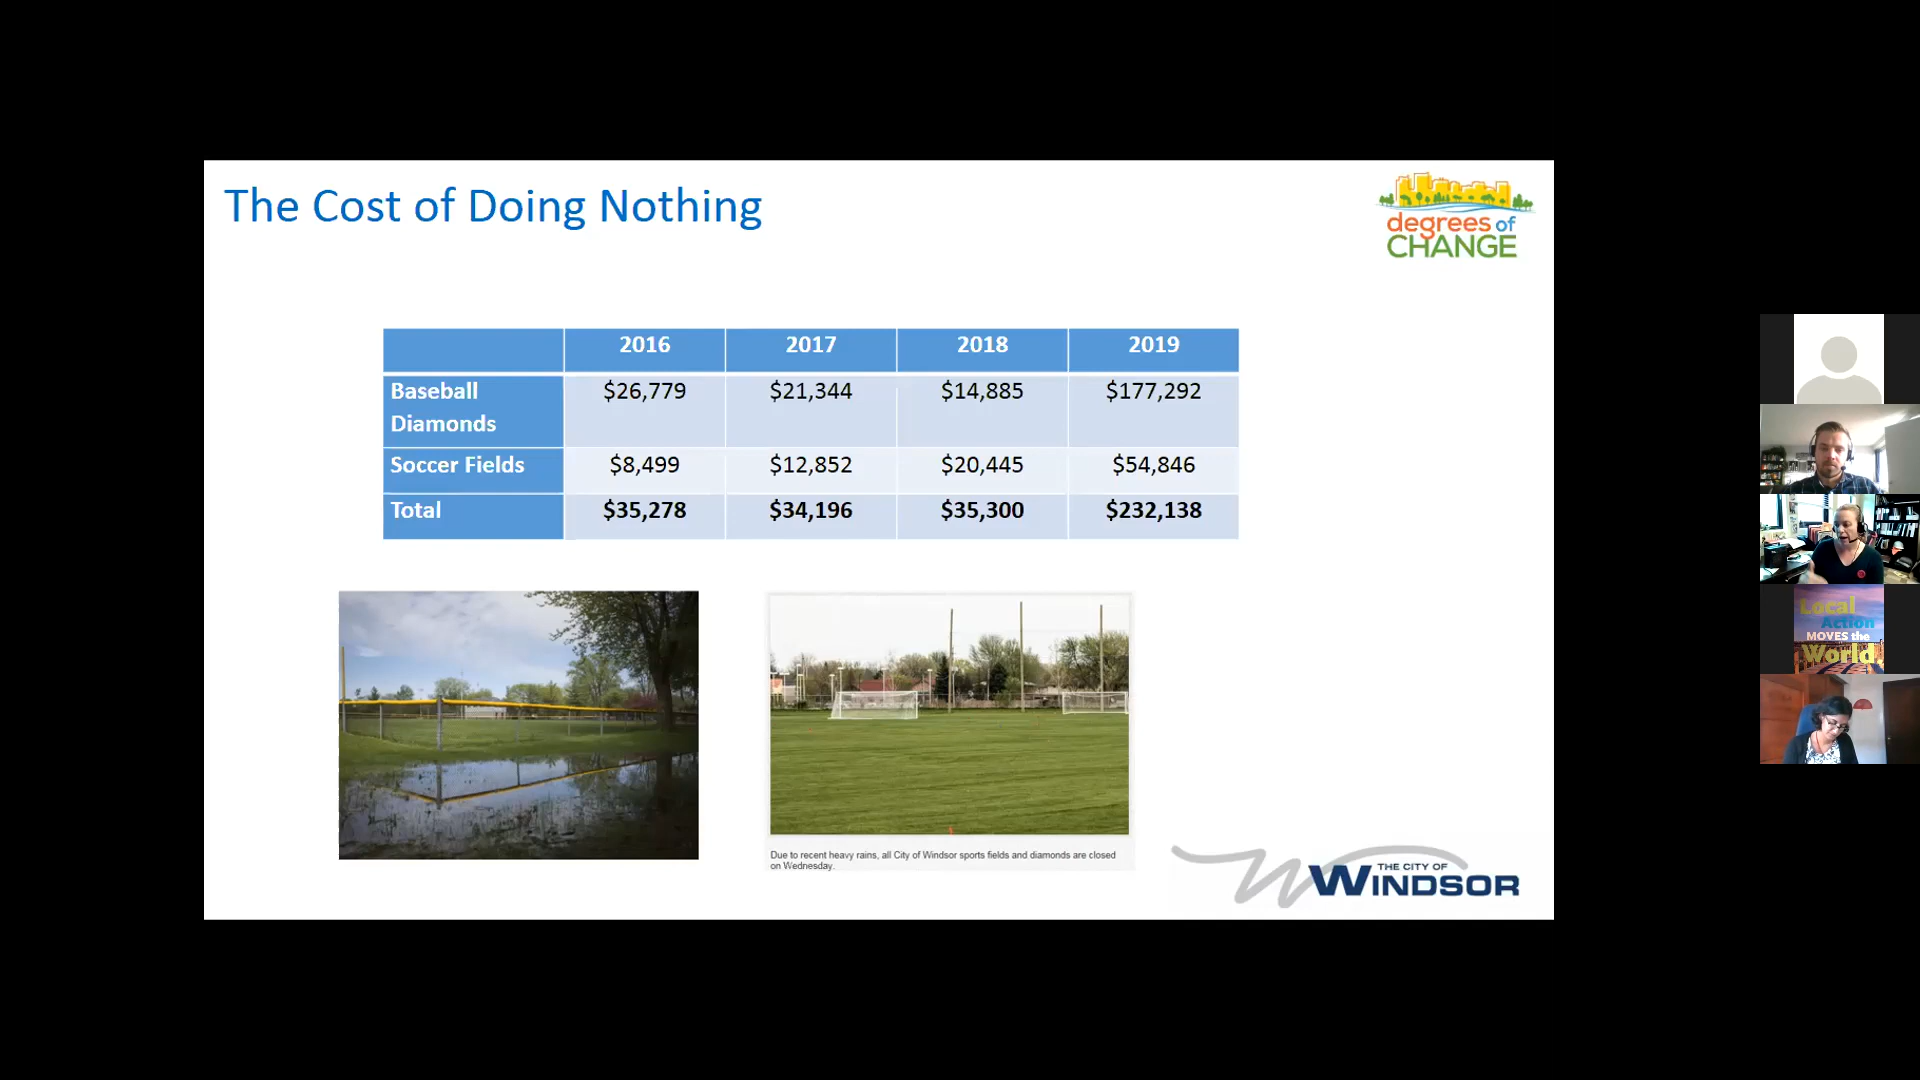 The Cost of Doing Nothing
degrees of
CHANGE
2016 2017 2018 2019
Baseball
Diamonds $26,779 $21,344 $14,885 $177,292
Soccer Fields $8,499 $12,852 $20,445 $54,846
Total $35,278 $34,196 $35,300 $232,138
Due to recent heavy rains, all City of Windsor sports fields and diamonds are closed
on Wednesday.
THE CITY OF
WINDSOR
Local
Action
MOVES the
World